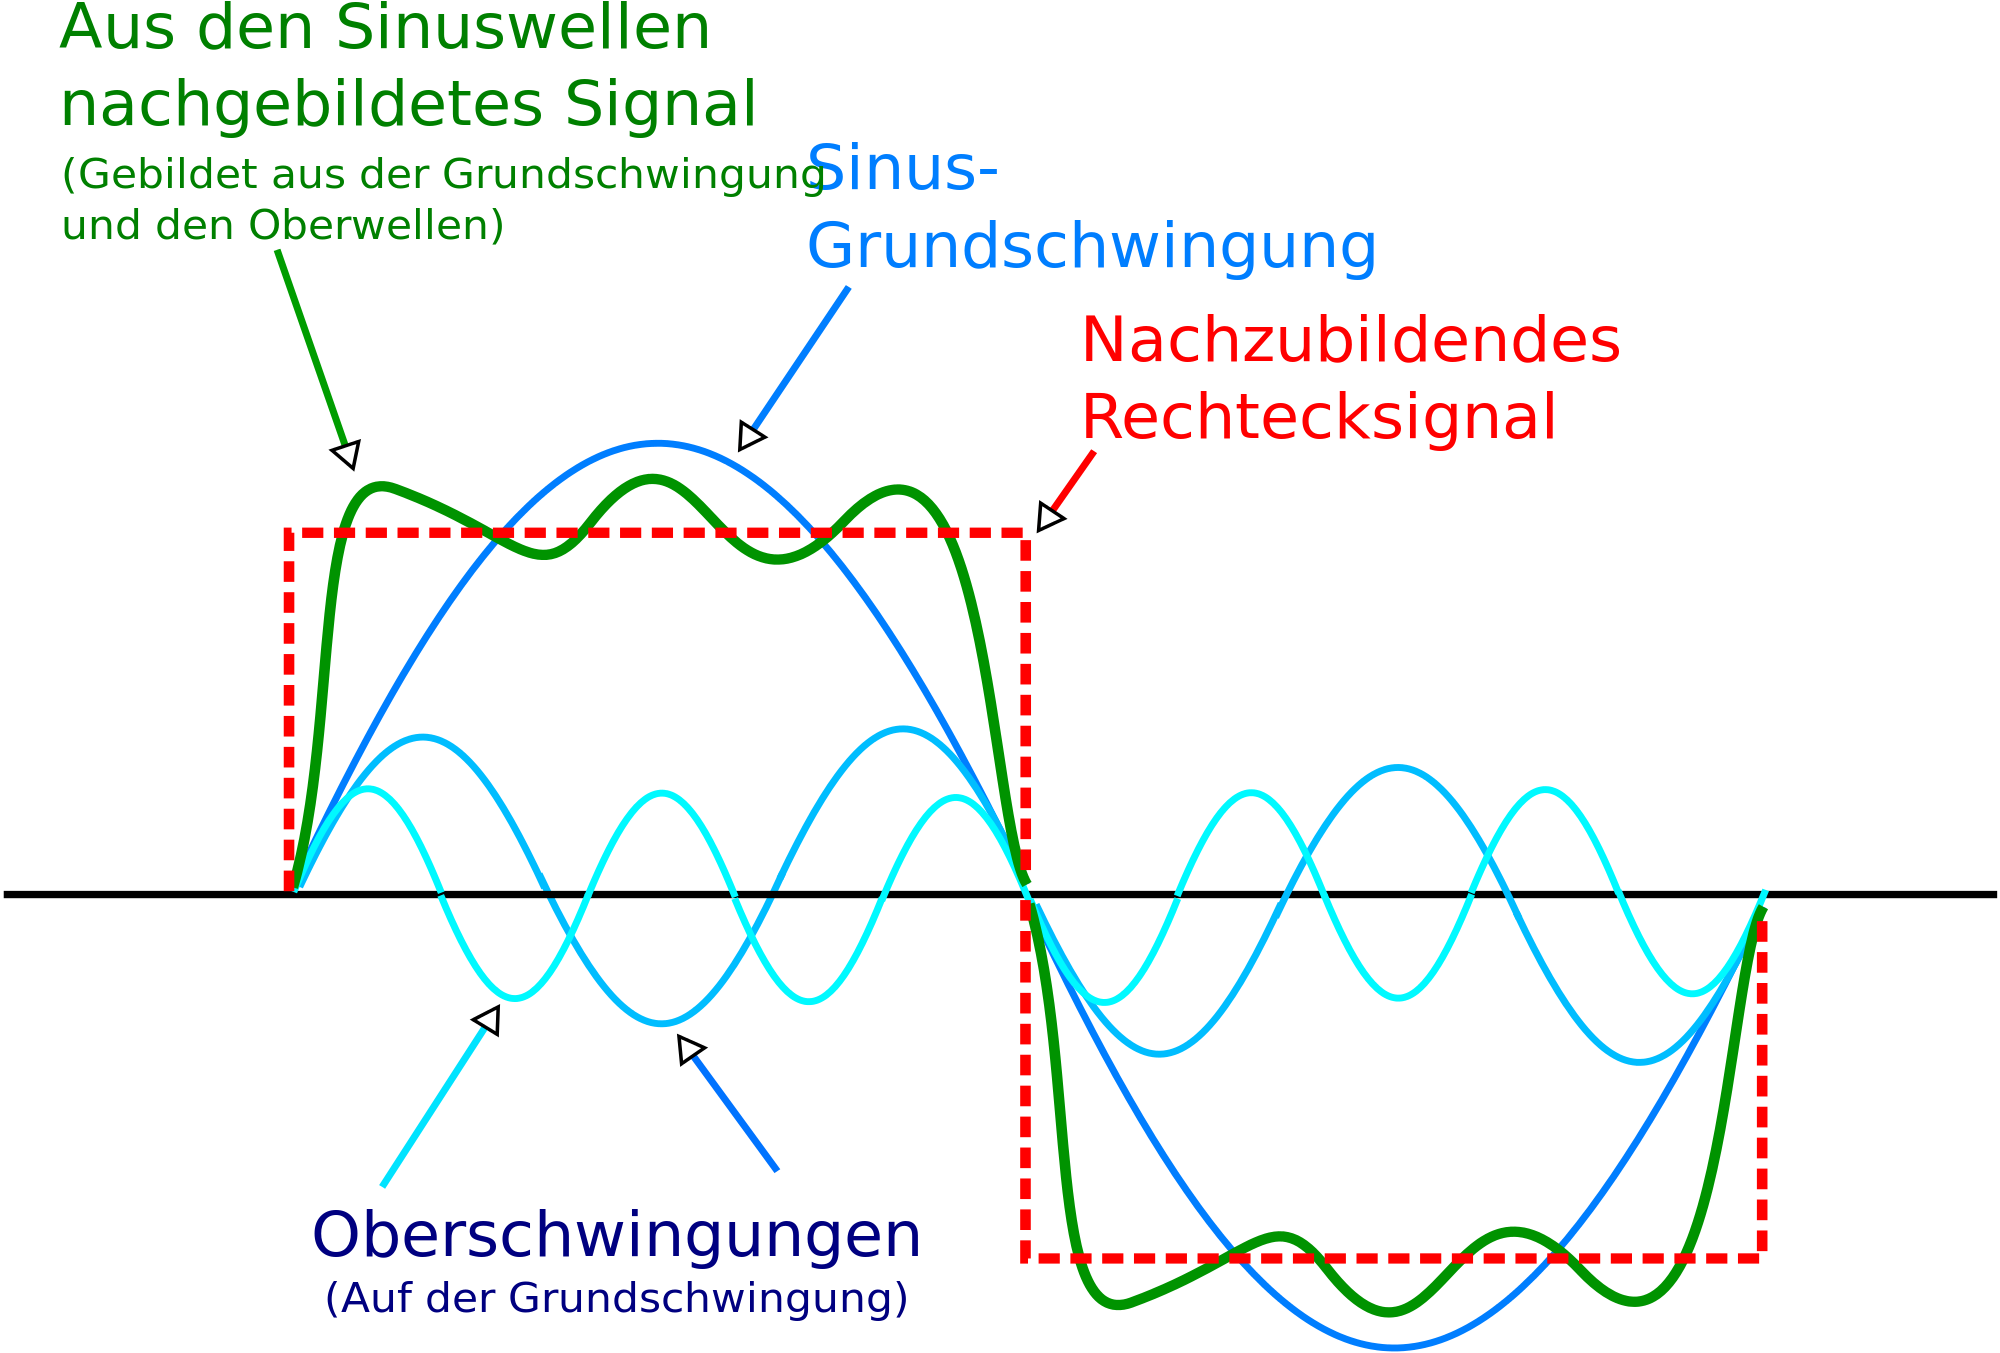 Aus den Sinuswellen
nachgebildetes Signal
(Gebildet aus der Grundschwingung
und den Oberwellen)
Sinus-
Grundschwingung
Nachzubildendes
Rechtecksignal
Oberschwingungen
(Auf der Grundschwingung)